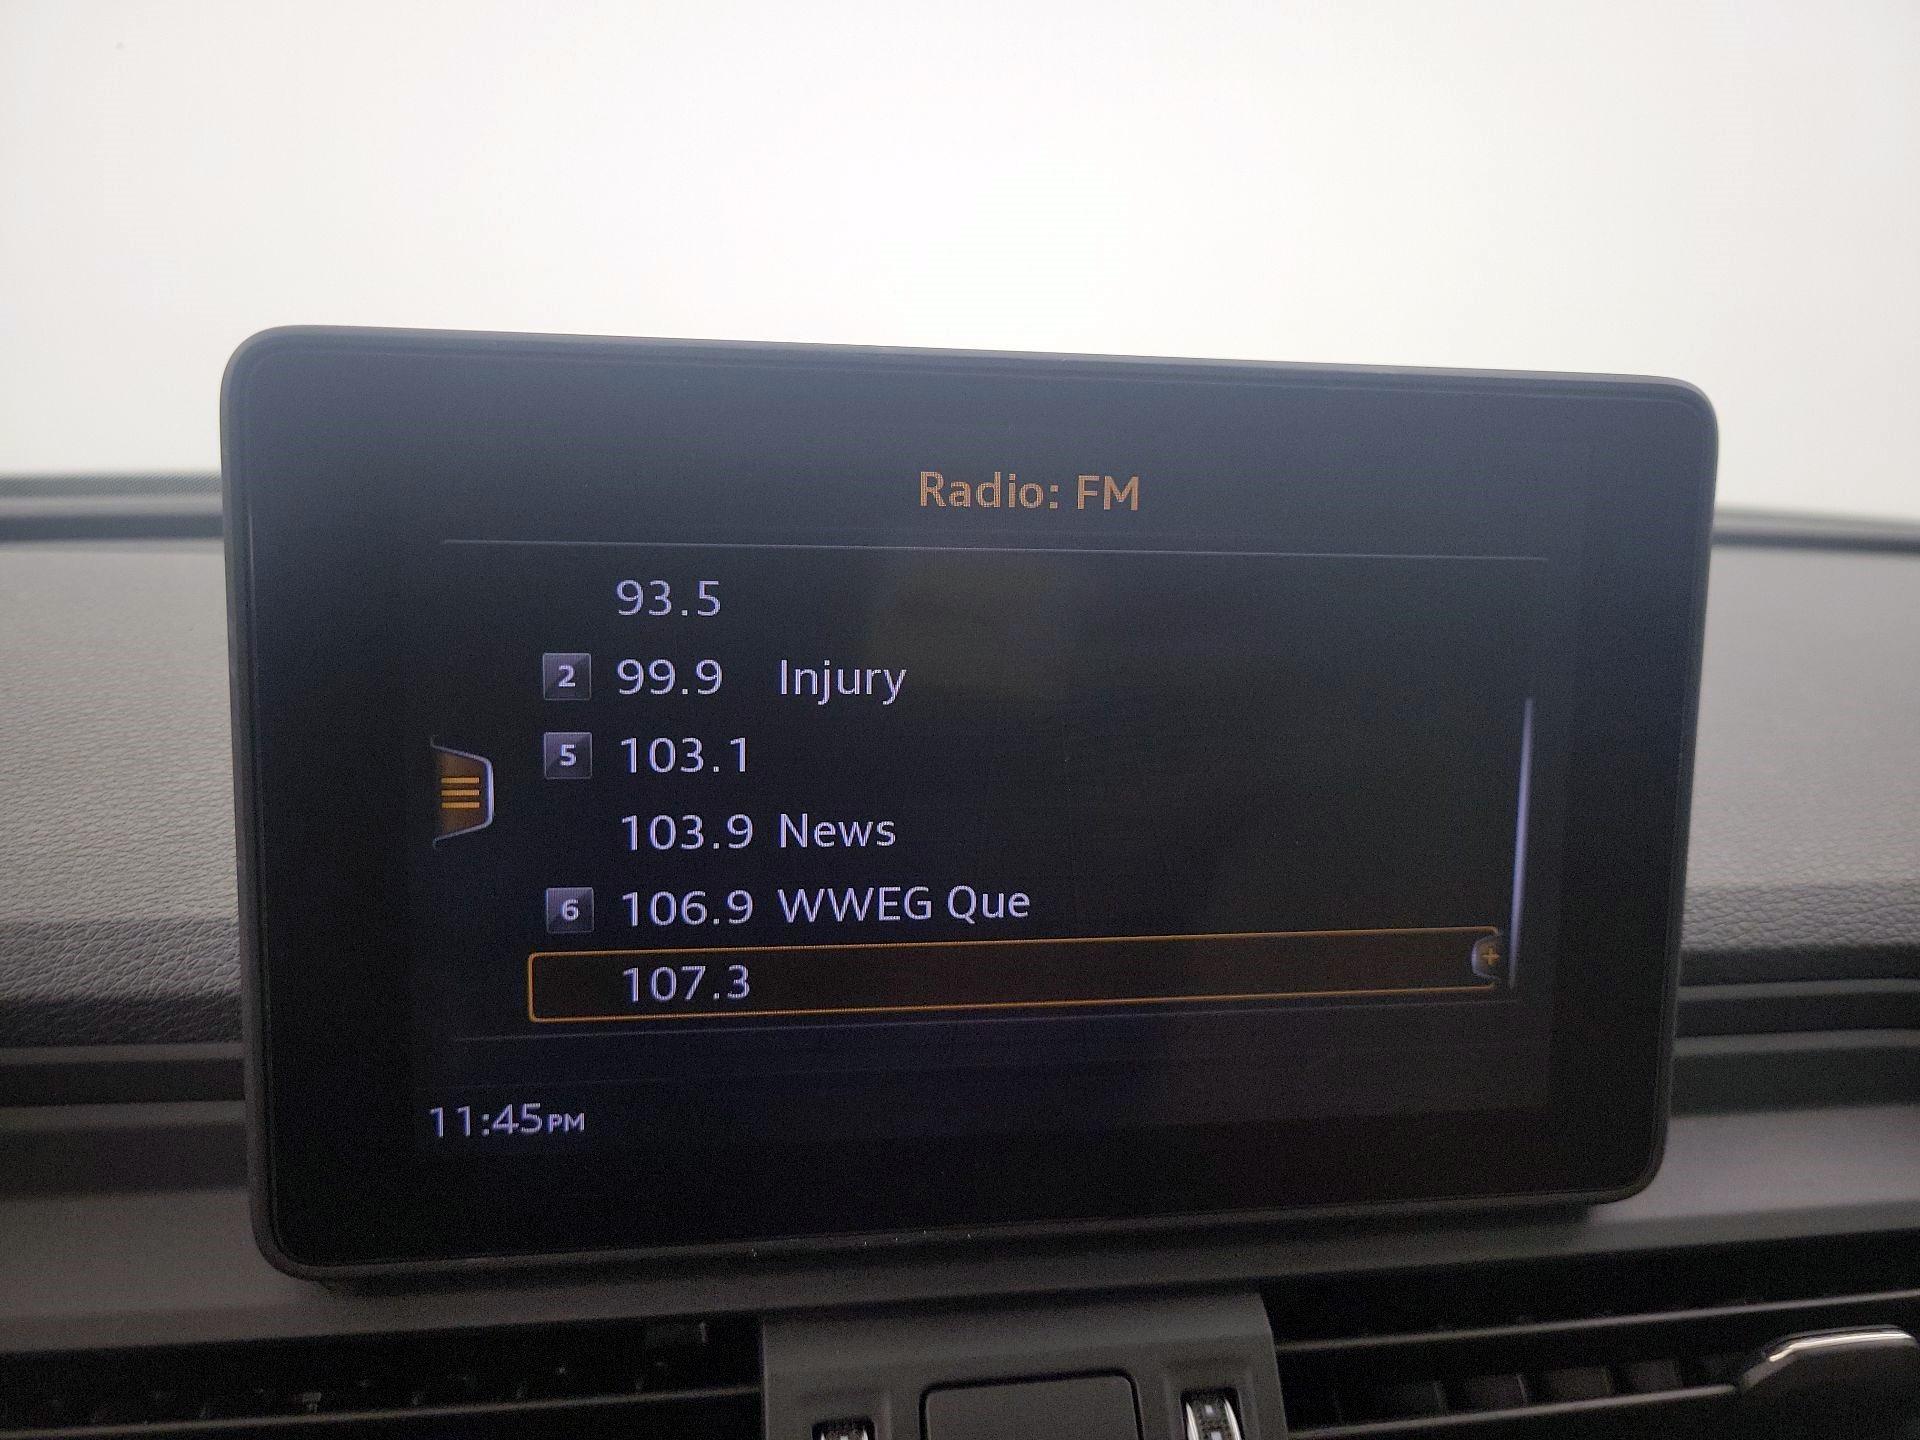 Radio: FM
93.5
2 99.9 Injury
5 103.1
103.9 News
6 106.9 WWEG Que
107.3
11:45PM